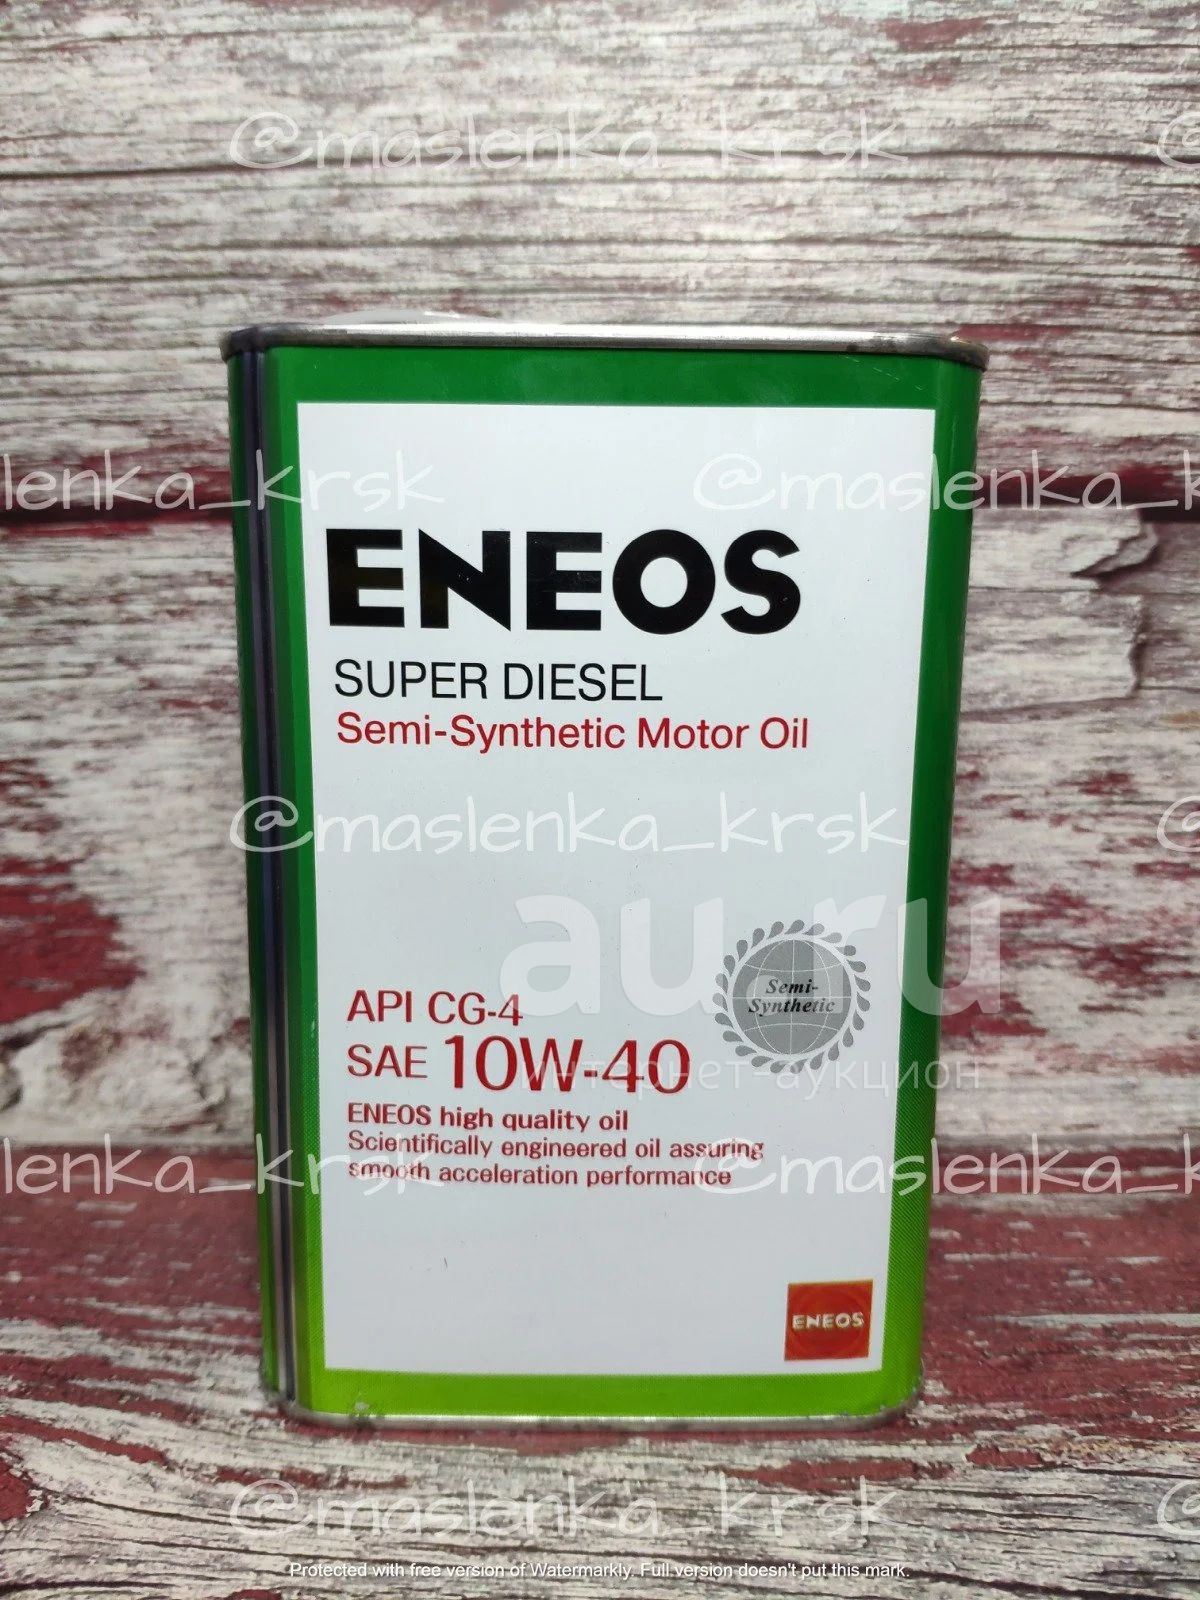 @maslenka_krsk
@
lenka_krsk
@maslenka_k
ENEOS
SUPER DIESEL
Semi-Synthetic Motor Oil
@maslenka_krsk
@
au.ru
Semi-
Synthetic
API CG-4
SAE 10W-40
интернет-аукцион
ENEOS high quality oil
Scientifically engineered oil assuring
smooth acceleration performance
lenka_krsk
@maslenka_k
ENEOS
@maslenka_krsk
@
Protected with free version of Watermarkly. Full version doesn't put this mark.